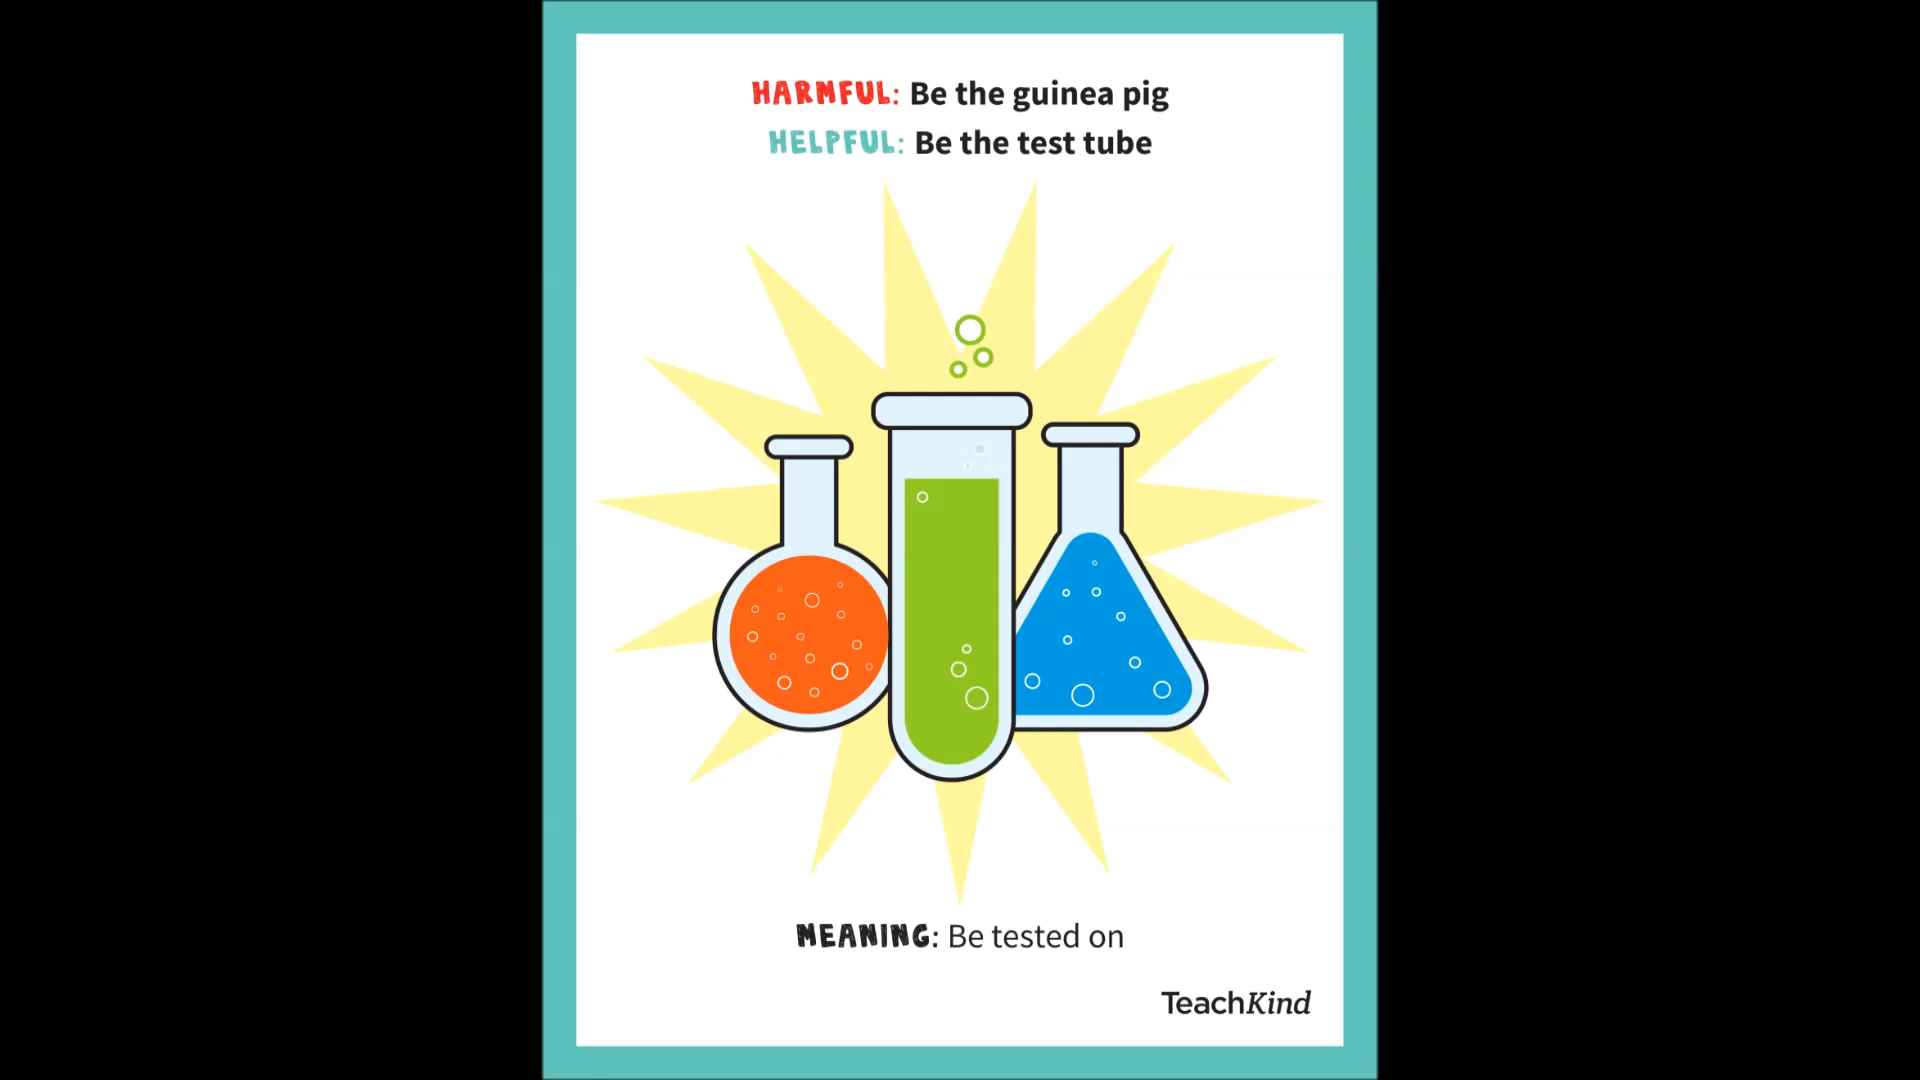 HARMFUL: Be the guinea pig
HELPFUL: Be the test tube
MEANING: Be tested on
TeachKind